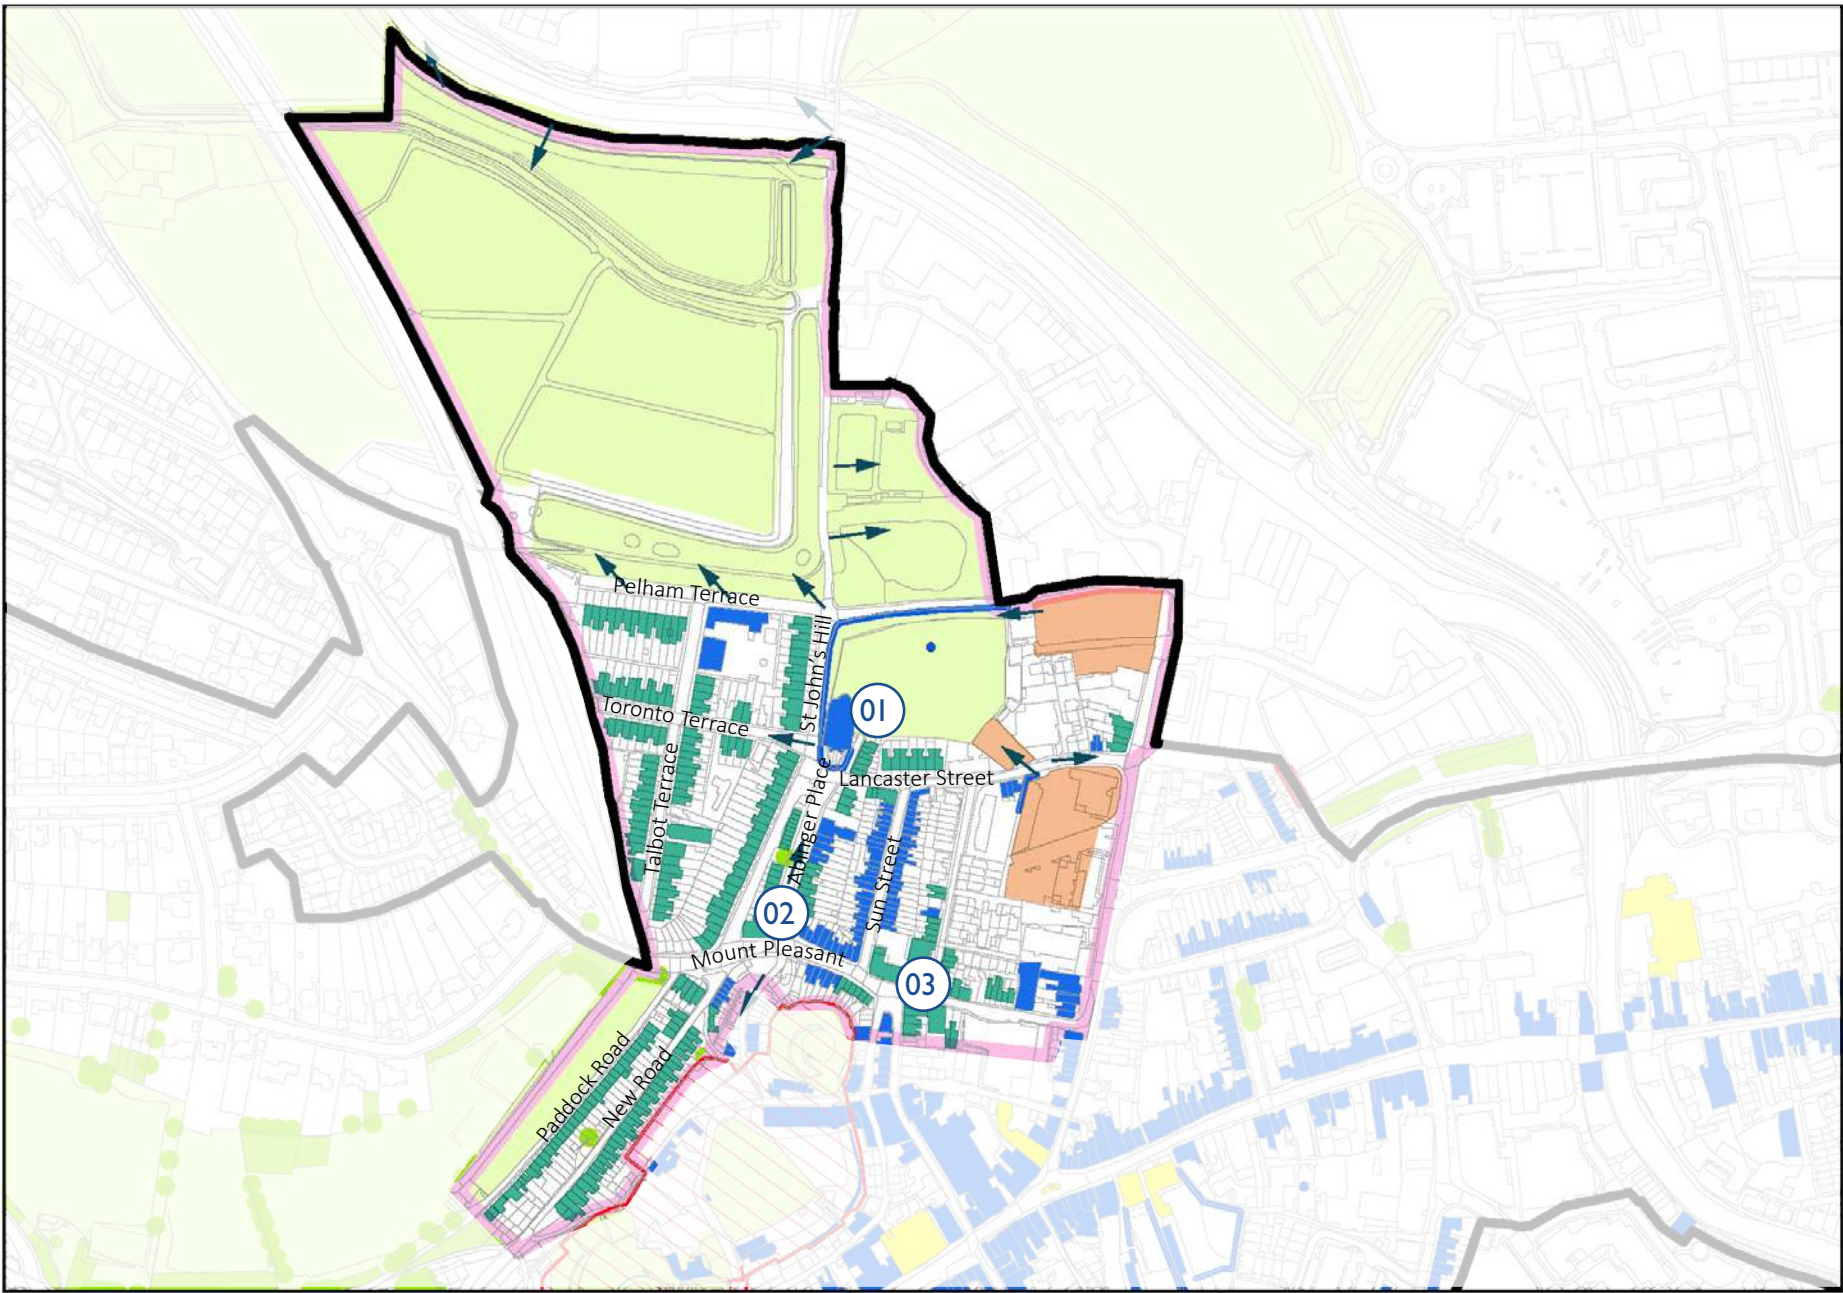 Pelham Terrace
St John's Hill
01
Toronto Terrace
Lancaster Street
Talbot Terrace
Abinger Place
Sun Street
02
Mount Pleasant
03
Paddock Road
New Road